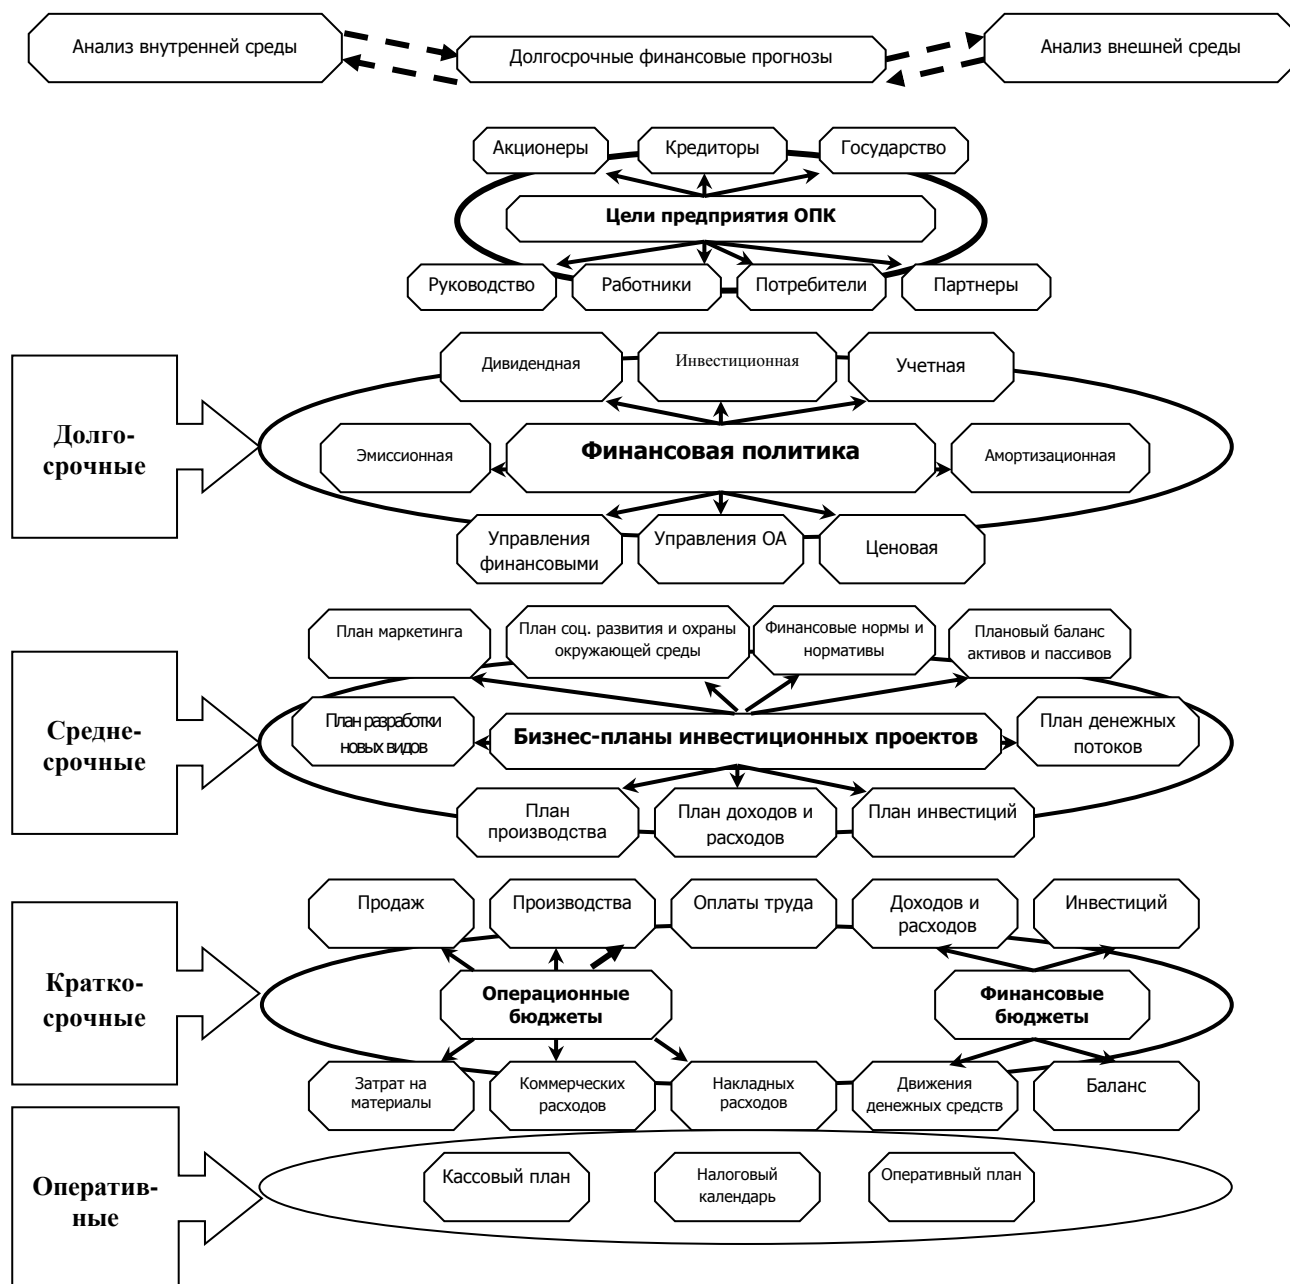 Анализ внутренней среды
Долгосрочные финансовые прогнозы
Анализ внешней среды
Акционеры
Кредиторы
Государство
Цели предприятия ОПК
Руководство
Работники
Потребители
Партнеры
Долго-
срочные
Дивидендная
Инвестиционная
Учетная
Эмиссионная
Финансовая политика
Амортизационная
Управления
финансовыми
Управления ОА
Ценовая
Средне-
срочные
План маркетинга
План соц. развития и охраны
окружающей среды
Финансовые нормы и
нормативы
Плановый баланс
активов и пассивов
План разработки
новых видов
Бизнес-планы инвестиционных проектов
План денежных
потоков
План
производства
План доходов и
расходов
План инвестиций
Кратко-
срочные
Продаж
Производства
Оплаты труда
Доходов и
расходов
Инвестиций
Операционные
бюджеты
Финансовые
бюджеты
Затрат на
материалы
Коммерческих
расходов
Накладных
расходов
Движения
денежных средств
Баланс
Оператив-
ные
Кассовый план
Налоговый
календарь
Оперативный план